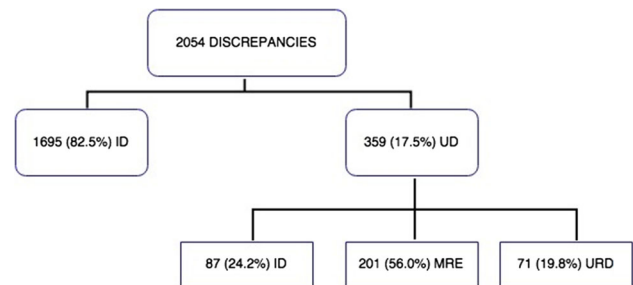 2054 DISCREPANCIES
1695 (82.5%) ID
359 (17.5%) UD
87 (24.2%) ID
201 (56.0%) MRE
71 (19.8%) URD